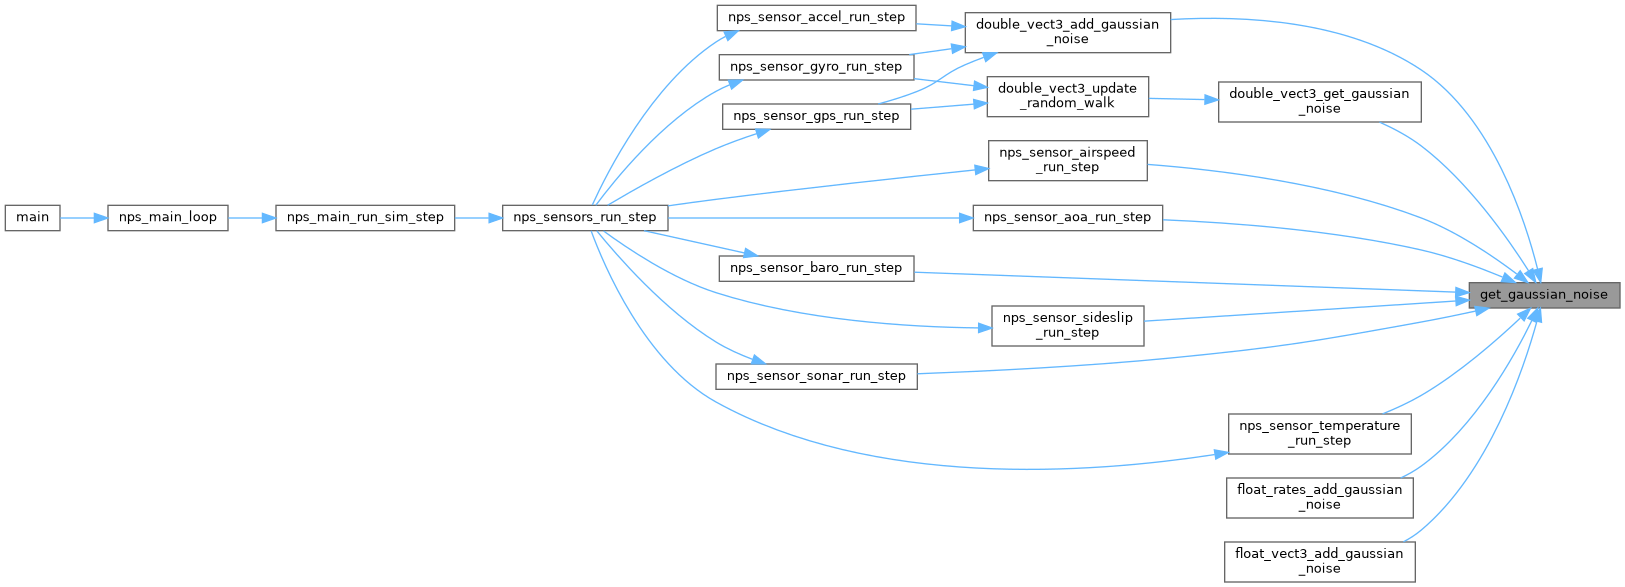 main
nps_main_loop
nps_main_run_sim_step
nps_sensors_run_step
nps_sensor_accel_run_step
nps_sensor_gyro_run_step
nps_sensor_gps_run_step
nps_sensor_baro_run_step
nps_sensor_sonar_run_step
double_vect3_add_gaussian
_noise
double_vect3_update
_random_walk
nps_sensor_airspeed
_run_step
nps_sensor_aoa_run_step
nps_sensor_sideslip
_run_step
double_vect3_get_gaussian
_noise
nps_sensor_temperature
_run_step
float_rates_add_gaussian
_noise
float_vect3_add_gaussian
_noise
get_gaussian_noise